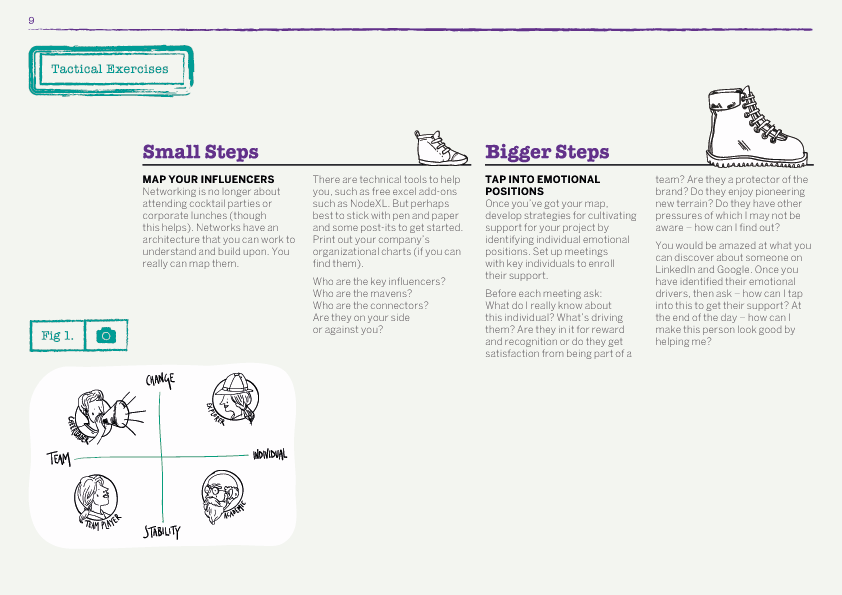 9
Tactical Exercises
Small Steps
MAP YOUR INFLUENCERS
Networking is no longer about
attending cocktail parties or
corporate lunches (though
this helps). Networks have an
architecture that you can work to
understand and build upon. You
really can map them.
There are technical tools to help
you, such as free excel add-ons
such as NodeXL. But perhaps
best to stick with pen and paper
and some post-its to get started.
Print out your company's
organizational charts (if you can
find them).
Who are the key influencers?
Who are the mavens?
Who are the connectors?
Are they on your side
or against you?
Bigger Steps
TAP INTO EMOTIONAL
POSITIONS
Once you've got your map,
develop strategies for cultivating
support for your project by
identifying individual emotional
positions. Set up meetings
with key individuals to enroll
their support.
Before each meeting ask:
What do I really know about
this individual? What's driving
them? Are they in it for reward
and recognition or do they get
satisfaction from being part of a
team? Are they a protector of the
brand? Do they enjoy pioneering
new terrain? Do they have other
pressures of which I may not be
aware – how can I find out?
You would be amazed at what you
can discover about someone on
LinkedIn and Google. Once you
have identified their emotional
drivers, then ask – how can I tap
into this to get their support? At
the end of the day – how can I
make this person look good by
helping me?
Fig 1.
CHANGE
CHEERLEADER
EXPLORER
TEAM
INDIVIDUAL
TEAM PLAYER
ACADEMIC
STABILITY